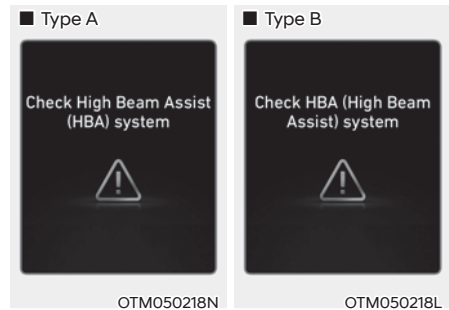 ■ Type A
Check High Beam Assist
(HBA) system
OTM050218N
■ Type B
Check HBA (High Beam
Assist) system
OTM050218L